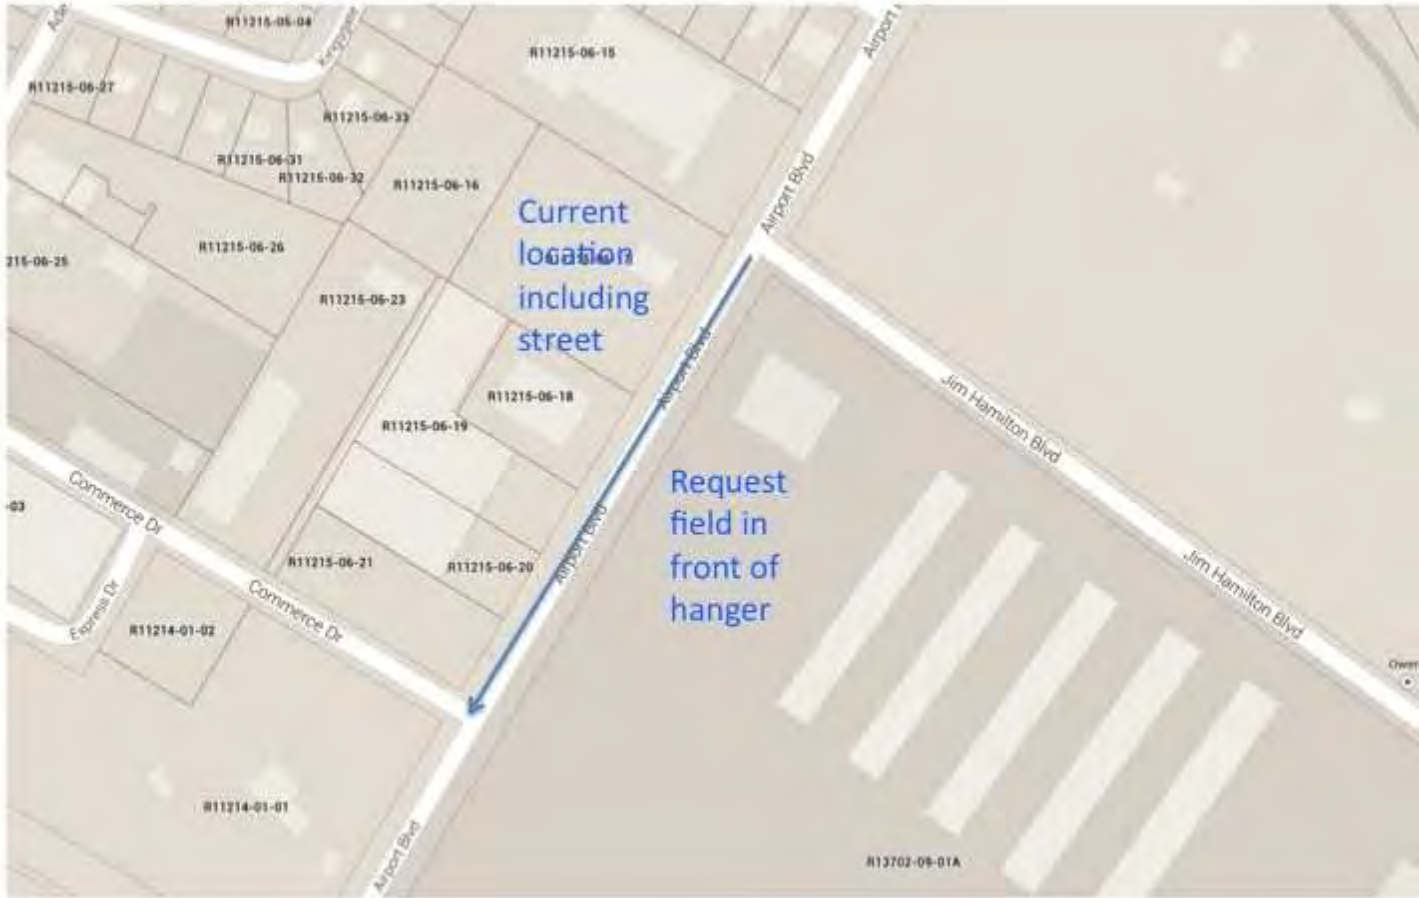 Ade
R11215-05-04
R11215-06-15
Airport
R11215-06-27
R11215-06-33
R11215-06-31
R11215-06-32
R11215-06-16
Airport Blvd
Current
location
including
street
R11215-06-26
215-06-25
R11215-06-23
Airport Blvd
Jim Hamilton Blvd
R11215-06-18
R11215-06-19
Request
field in
front of
hanger
Commerce Dr
-03
Airport Blvd
R11215-06-21
R11215-06-20
Jim Hamilton Blvd
Commerce Dr
Express Dr
R11214-01-02
Owen
R11214-01-01
Airport Blvd
R13702-09-01A